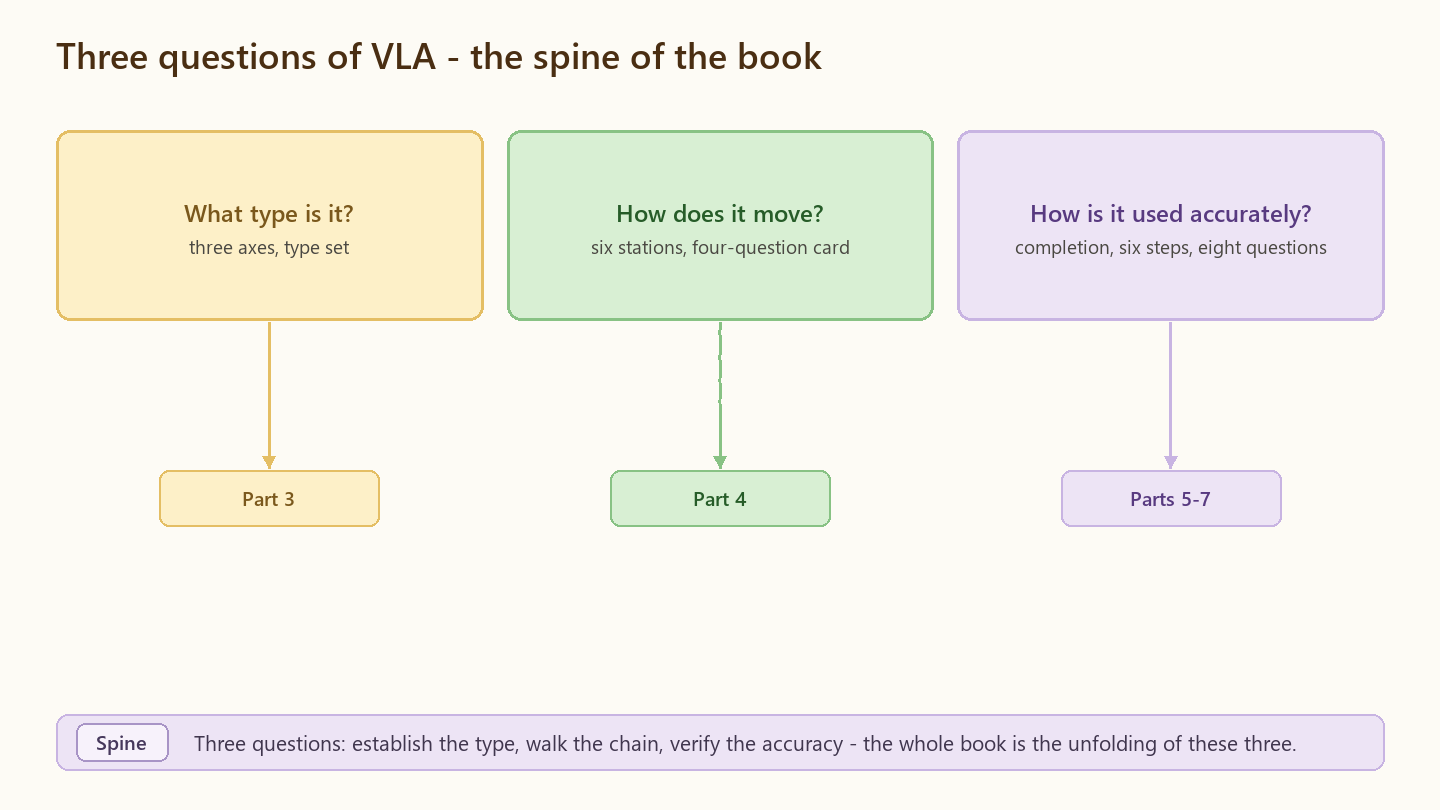 Three questions of VLA - the spine of the book
What type is it?
three axes, type set
How does it move?
six stations, four-question card
How is it used accurately?
completion, six steps, eight questions
Part 3
Part 4
Parts 5-7
Spine
Three questions: establish the type, walk the chain, verify the accuracy - the whole book is the unfolding of these three.